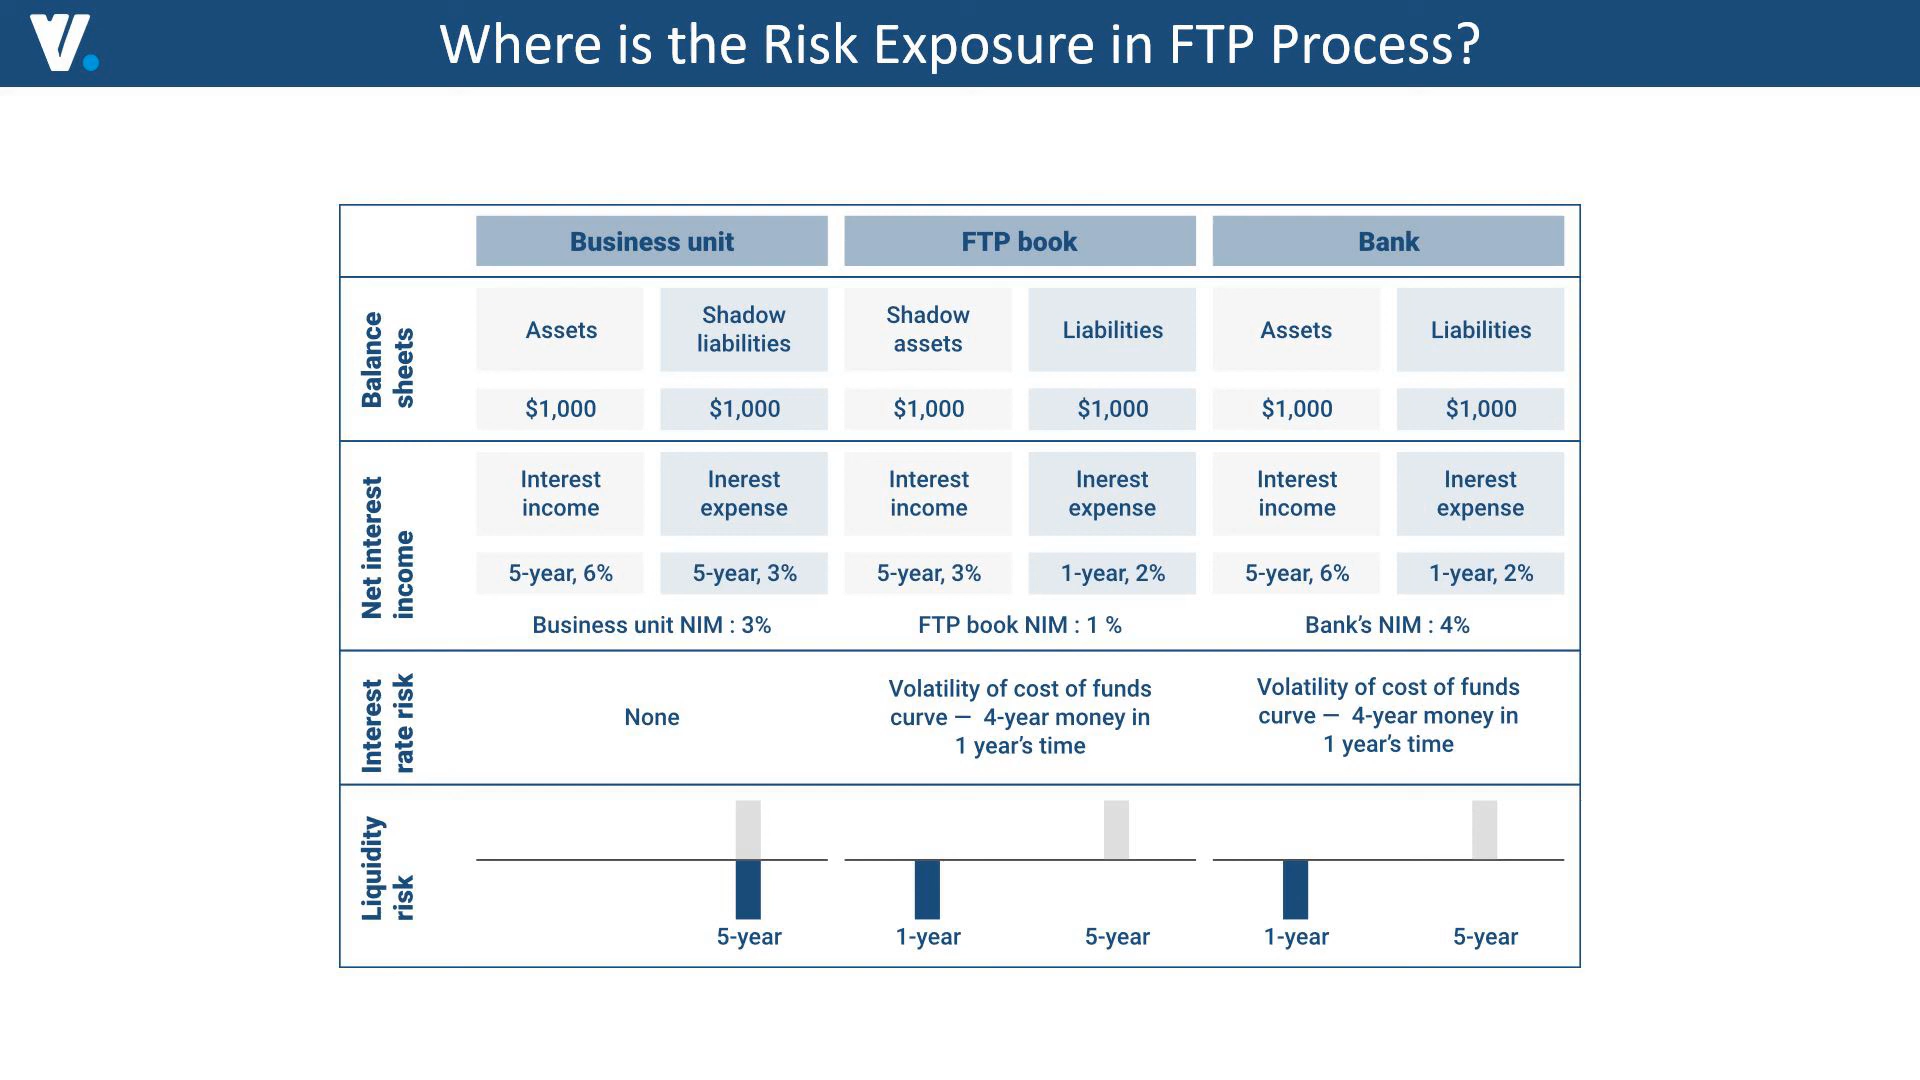 V.
Where is the Risk Exposure in FTP Process?
Business unit
FTP book
Bank
Balance
sheets
Assets
Shadow
liabilities
Shadow
assets
Liabilities
Assets
Liabilities
$1,000
$1,000
$1,000
$1,000
$1,000
$1,000
Net interest
income
Interest
income
Inerest
expense
Interest
income
Inerest
expense
Interest
income
Inerest
expense
5-year, 6%
5-year, 3%
5-year, 3%
1-year, 2%
5-year, 6%
1-year, 2%
Business unit NIM : 3%
FTP book NIM : 1 %
Bank’s NIM : 4%
Interest
rate risk
None
Volatility of cost of funds
curve — 4-year money in
1 year’s time
Volatility of cost of funds
curve — 4-year money in
1 year’s time
Liquidity
risk
5-year
1-year
5-year
1-year
5-year